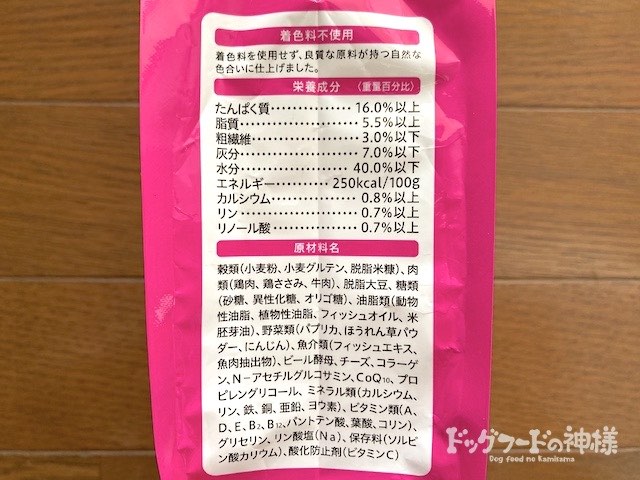 着色料不使用
着色料を使用せず、良質な原料が持つ自然な
色合いに仕上げました。
栄養成分 〈重量百分比〉
たんぱく質………………16.0%以上
脂質………………5.5%以上
粗繊維………………3.0%以下
灰分………………7.0%以下
水分………………40.0%以下
エネルギー…………250kcal/100g
カルシウム………………0.8%以上
リン………………0.7%以上
リノール酸………………0.7%以上
原材料名
穀類(小麦粉、小麦グルテン、脱脂米糠)、肉
類(鶏肉、鶏ささみ、牛肉)、脱脂大豆、糖類
(砂糖、異性化糖、オリゴ糖)、油脂類(動物
性油脂、植物性油脂、フィッシュオイル、米
胚芽油)、野菜類(パプリカ、ほうれん草パウ
ダー、にんじん)、魚介類(フィッシュエキス、
魚肉抽出物)、ビール酵母、チーズ、コラーゲ
ン、N-アセチルグルコサミン、CoQ10、プロ
ピレングリコール、ミネラル類(カルシウム、
リン、鉄、銅、亜鉛、ヨウ素)、ビタミン類(A、
D、E、B2、B12、パントテン酸、葉酸、コリン)、
グリセリン、リン酸塩(Na)、保存料(ソルビ
ン酸カリウム)、酸化防止剤(ビタミンC)
ドッグフードの神様
Dog food no Kamisama